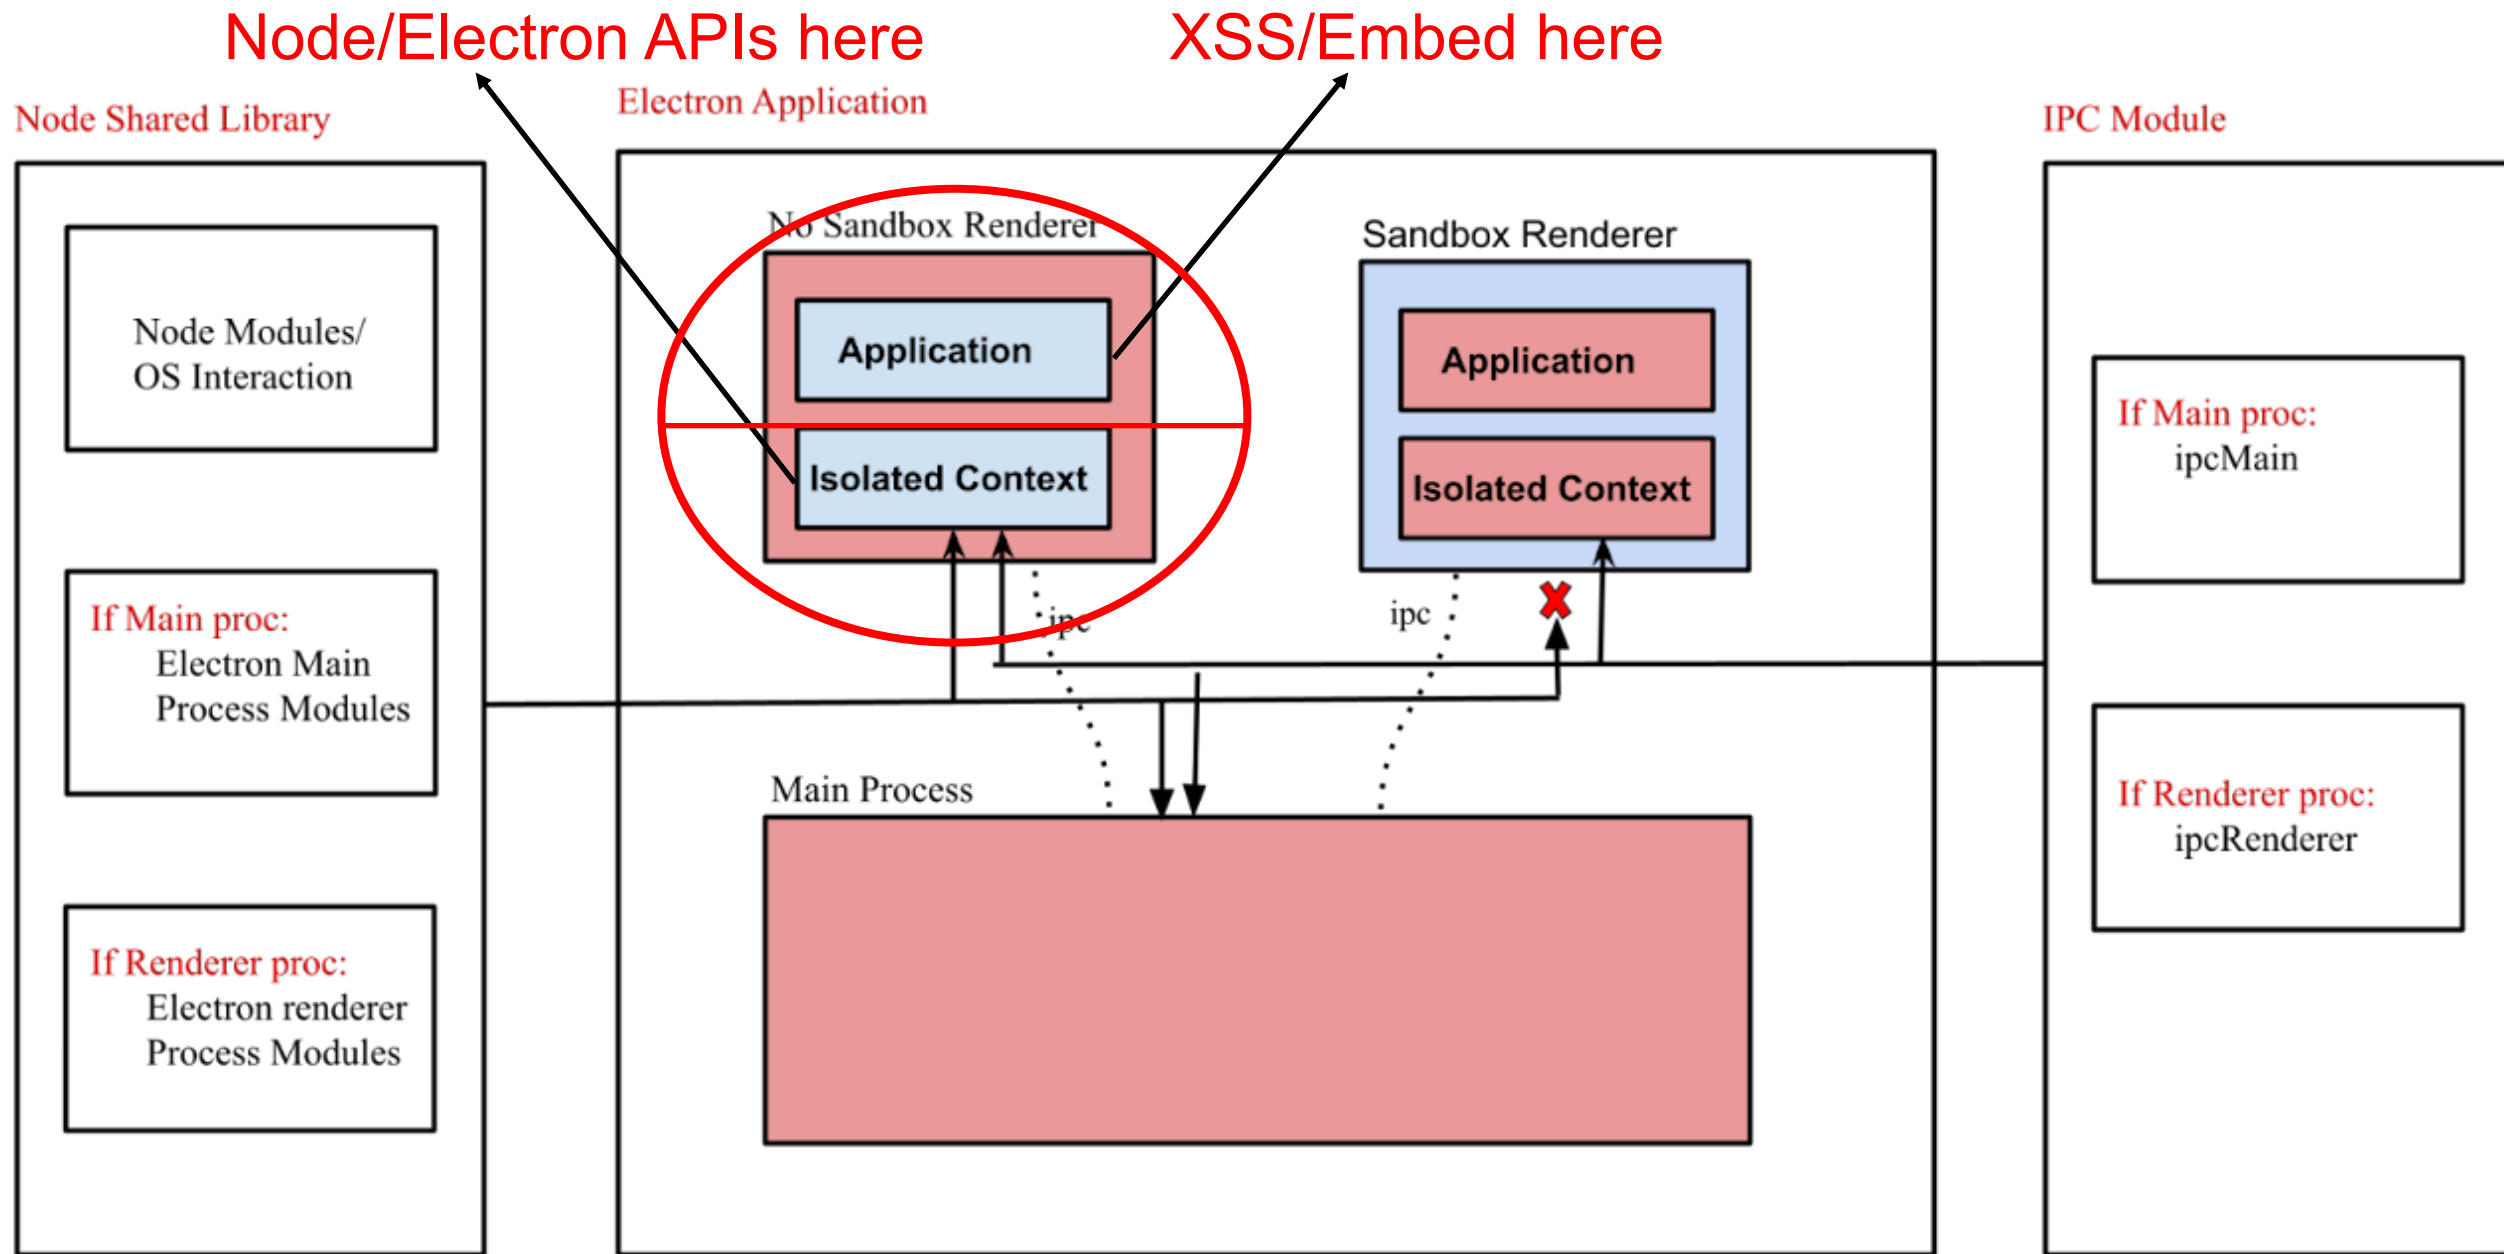 Node/Electron APIs here
XSS/Embed here
Node Shared Library
Electron Application
IPC Module
Node Modules/
OS Interaction
If Main proc:
Electron Main
Process Modules
If Renderer proc:
Electron renderer
Process Modules
No Sandbox Renderer
Application
Isolated Context
ipc
Sandbox Renderer
Application
Isolated Context
ipc
Main Process
If Main proc:
ipcMain
If Renderer proc:
ipcRenderer